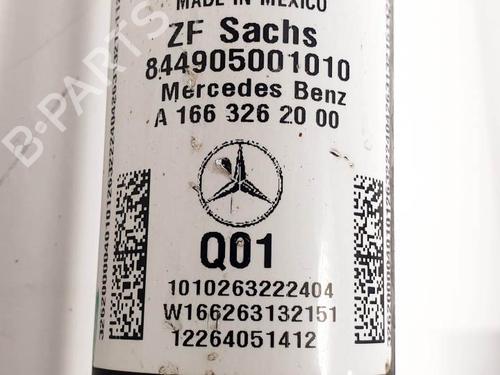 MADE IN MEXICO
ZF Sachs
844905001010
Mercedes Benz
A 166 326 20 00
Q01
1010263222404
W166263132151
12264051412
B-PARTS